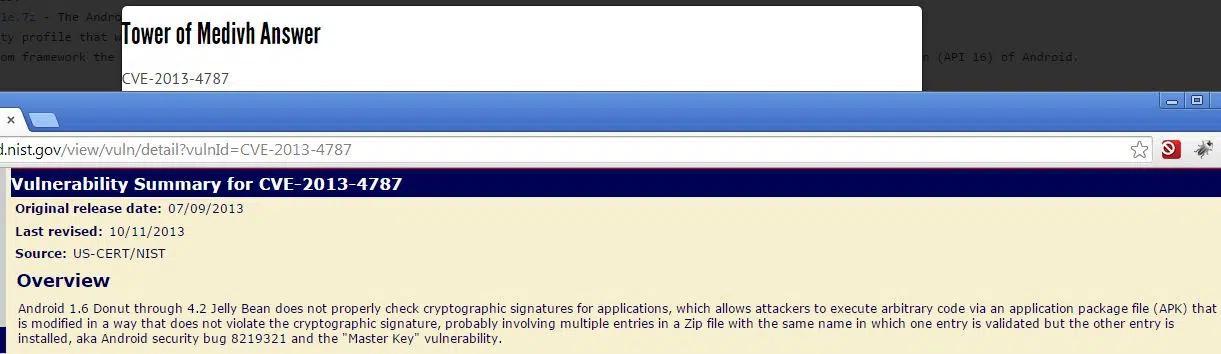 le.7z - The Andro
Tower of Medivh Answer
ty profile that w
om framework the
n (API 16) of Android.
CVE-2013-4787
d.nist.gov/view/vuln/detail?vulnId=CVE-2013-4787
Vulnerability Summary for CVE-2013-4787
Original release date: 07/09/2013
Last revised: 10/11/2013
Source: US-CERT/NIST
Overview
Android 1.6 Donut through 4.2 Jelly Bean does not properly check cryptographic signatures for applications, which allows attackers to execute arbitrary code via an application package file (APK) that
is modified in a way that does not violate the cryptographic signature, probably involving multiple entries in a Zip file with the same name in which one entry is validated but the other entry is
installed, aka Android security bug 8219321 and the "Master Key" vulnerability.